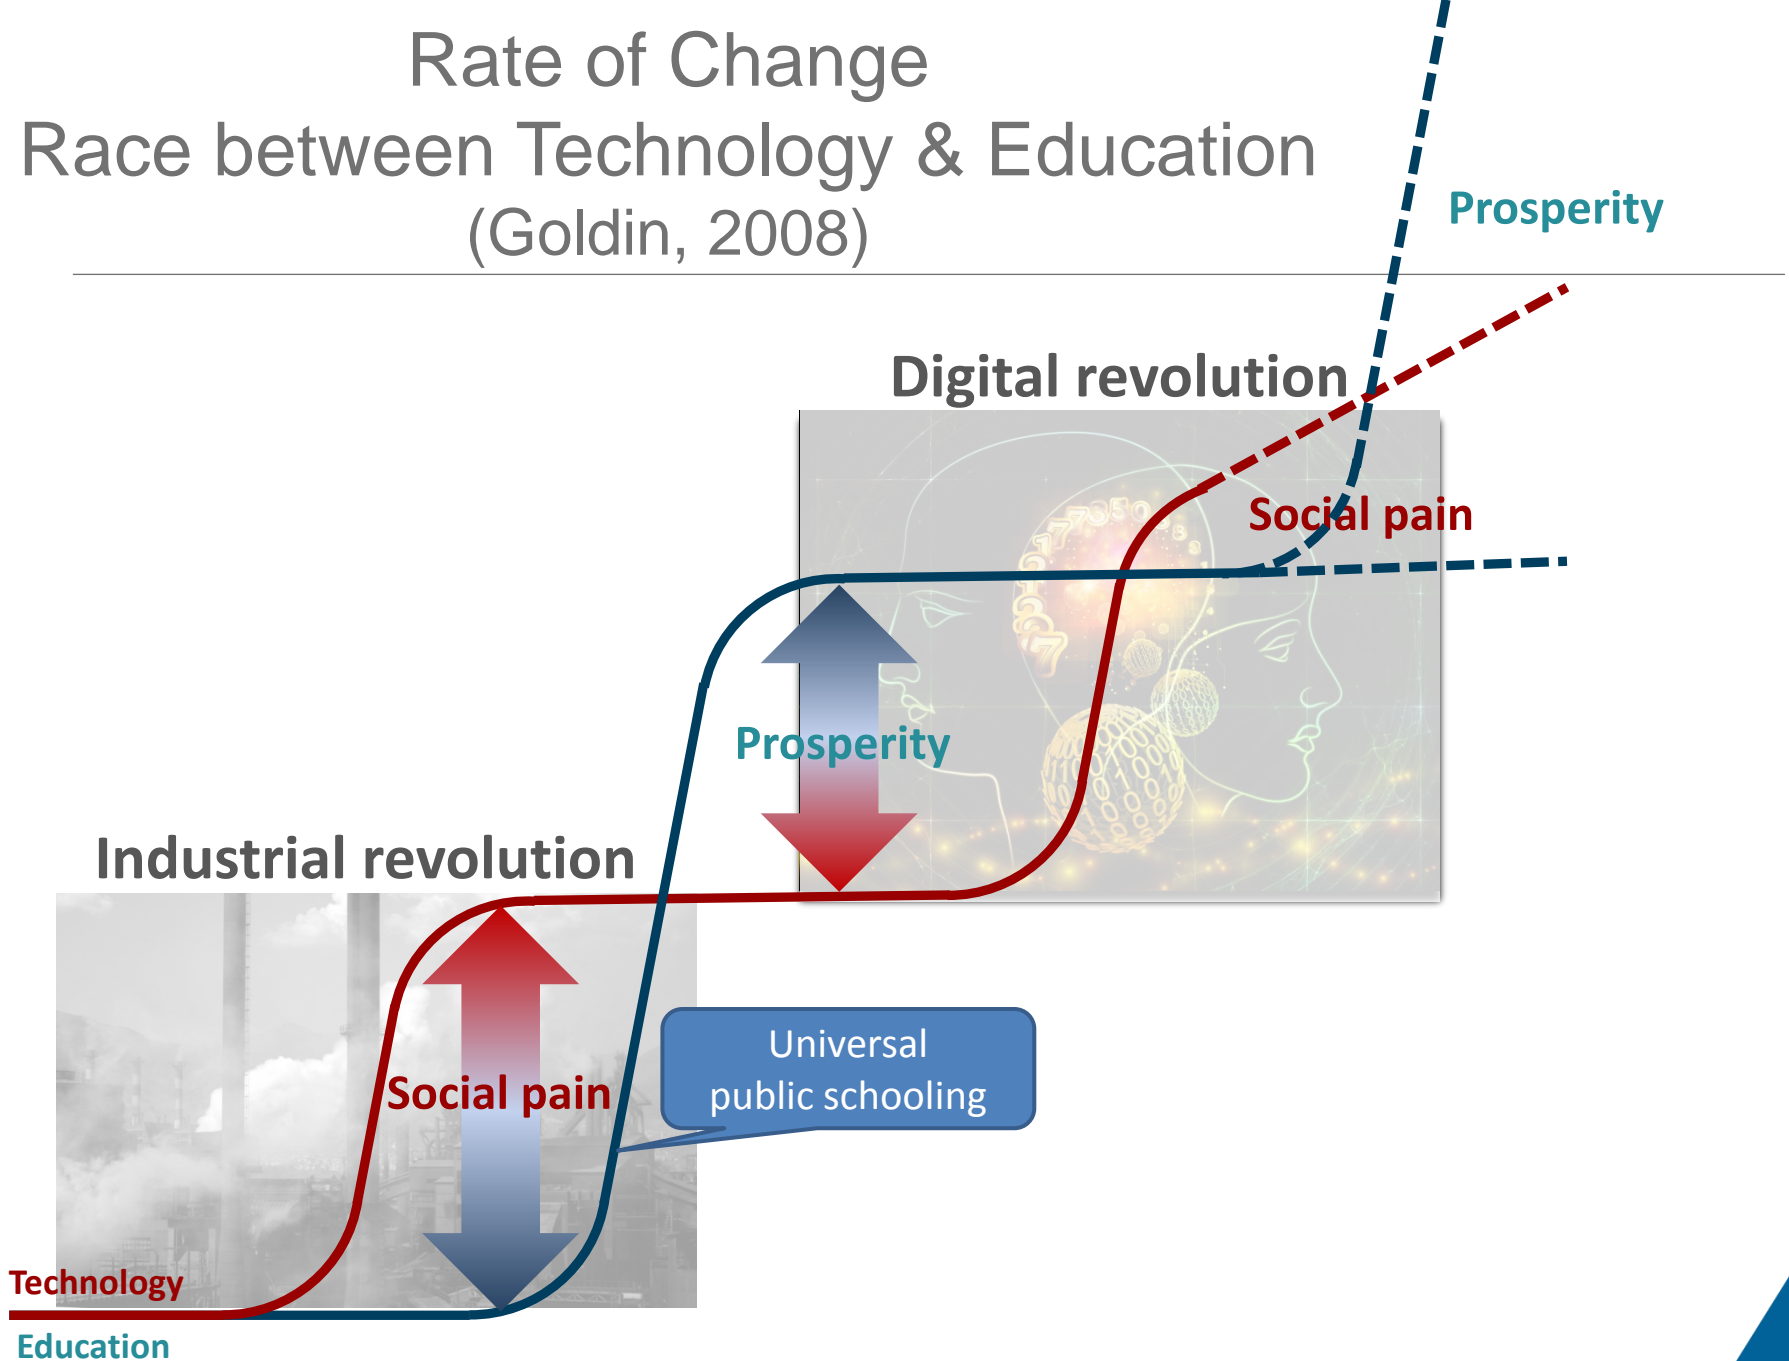 Rate of Change
Race between Technology & Education
(Goldin, 2008)
Prosperity
Digital revolution
Social pain
Prosperity
Industrial revolution
Universal
public schooling
Social pain
Technology
Education